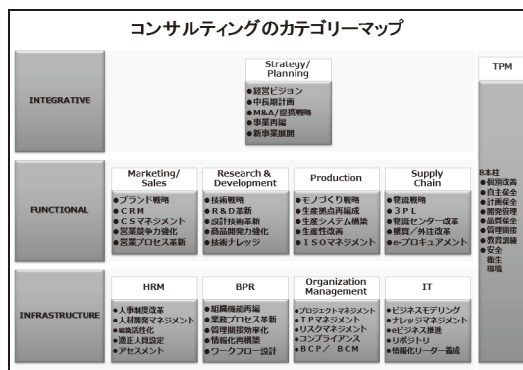 コンサルティングのカテゴリーマップ
INTEGRATIVE
Strategy/
Planning
●経営ビジョン
●中長期計画
●M&A/提携戦略
●事業再編
●新事業展開
FUNCTIONAL
Marketing/
Sales
●ブランド戦略
●CRM
●CSマネジメント
●営業競争力強化
●営業プロセス革新
Research &
Development
●技術戦略
●R&D革新
●設計技術革新
●商品開発力強化
●技術ナレッジ
Production
●モノづくり戦略
●生産拠点再編成
●生産システム構築
●生産性改善
●ISOマネジメント
Supply
Chain
●物流戦略
●3PL
●物流センター改革
●購買/外注改革
●e-プロキュアメント
INFRASTRUCTURE
HRM
●人事制度改革
●人材開発マネジメント
●組織活性化
●適正人員設定
●アセスメント
BPR
●組織機能再編
●業務プロセス革新
●管理間接効率化
●情報化再構築
●ワークフロー設計
Organization
Management
●プロジェクトマネジメント
●TPマネジメント
●リスクマネジメント
●コンプライアンス
●BCP/ BCM
IT
●ビジネスモデリング
●ナレッジマネジメント
●eビジネス推進
●リポジトリ
●情報化リーダー養成
TPM
8本柱
●個別改善
●自主保全
●計画保全
●開発管理
●品質保全
●管理間接
●教育訓練
●安全
衛生
環境